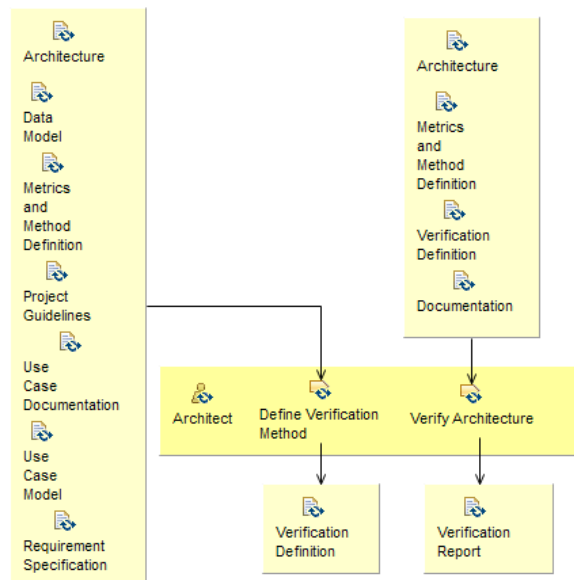 Architecture
Data
Model
Metrics
and
Method
Definition
Project
Guidelines
Use
Case
Documentation
Use
Case
Model
Requirement
Specification
Architecture
Metrics
and
Method
Definition
Verification
Definition
Documentation
Architect
Define Verification
Method
Verify Architecture
Verification
Definition
Verification
Report